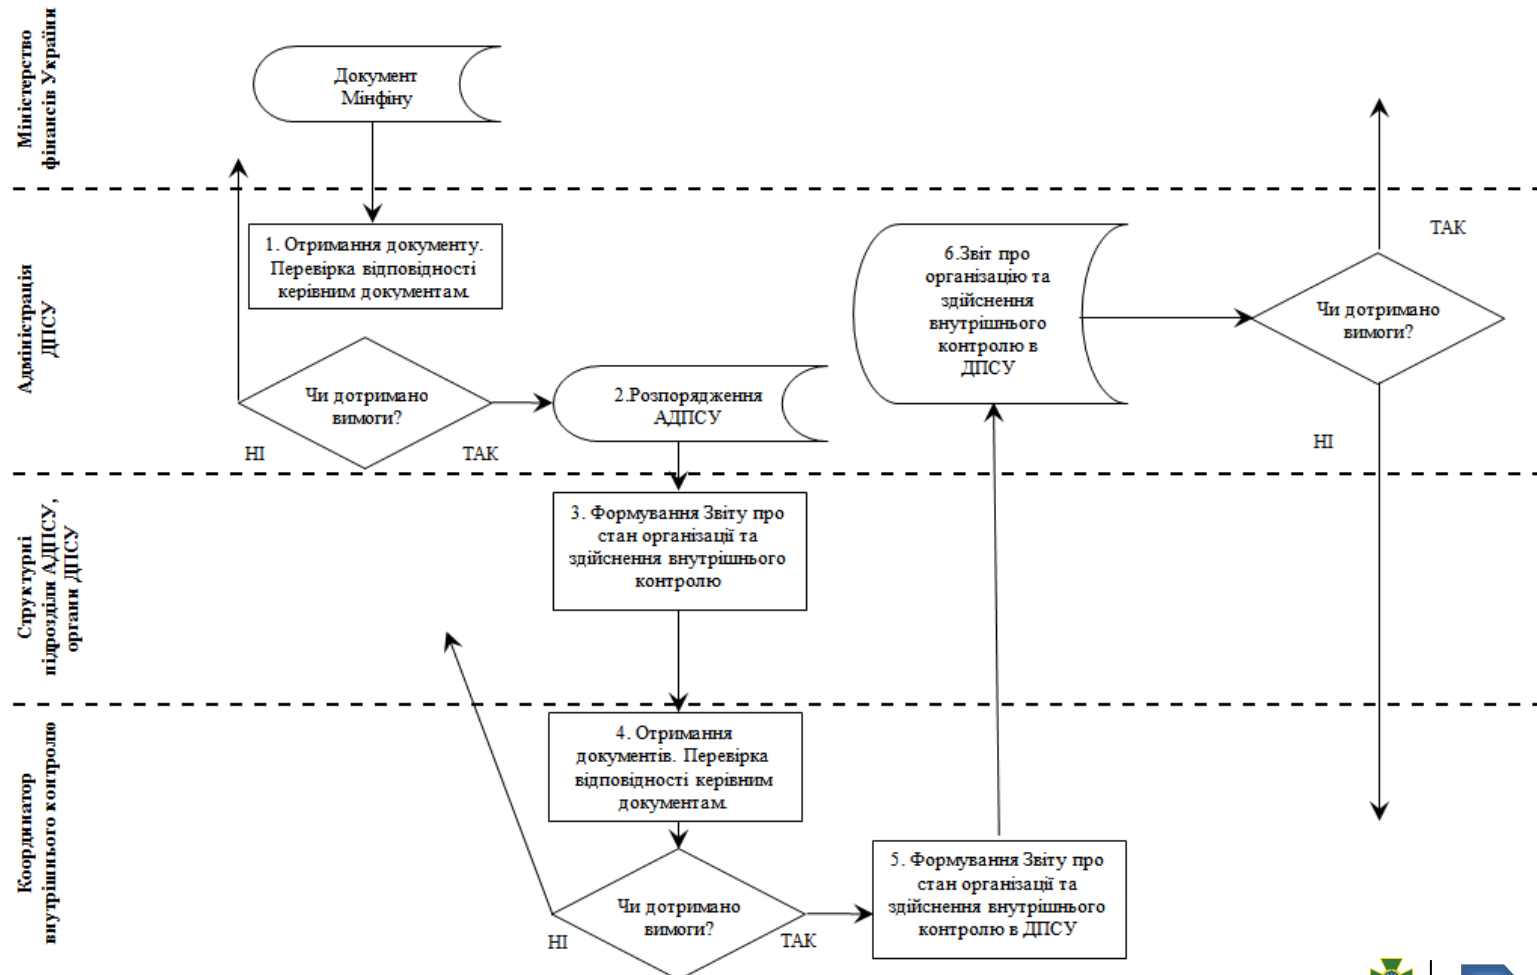 Міністерство
фінансів України
Документ
Мінфіну
Адміністрація
ДПСУ
1. Отримання документу.
Перевірка відповідності
керівним документам.
Чи дотримано
вимоги?
НІ
ТАК
2.Розпорядження
АДПСУ
6.Звіт про
організацію та
здійснення
внутрішнього
контролю в
ДПСУ
Чи дотримано
вимоги?
ТАК
НІ
Структурні
підрозділи АДПСУ,
органи ДПСУ
3. Формування Звіту про
стан організації та
здійснення внутрішнього
контролю
Координатор
внутрішнього контролю
4. Отримання
документів. Перевірка
відповідності керівним
документам.
Чи дотримано
вимоги?
НІ
ТАК
5. Формування Звіту про
стан організації та
здійснення внутрішнього
контролю в ДПСУ